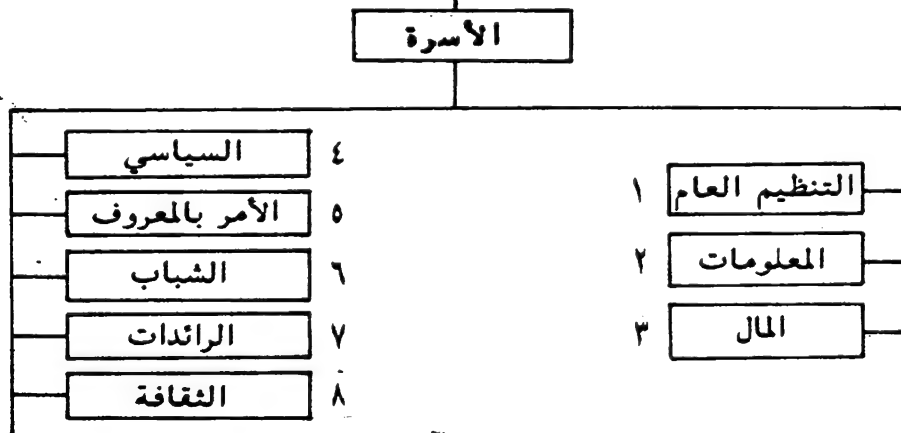 الأسرة
١ التنظيم العام
٢ المعلومات
٣ المال
٤ السياسي
٥ الأمر بالمعروف
٦ الشباب
٧ الرائدات
٨ الثقافة